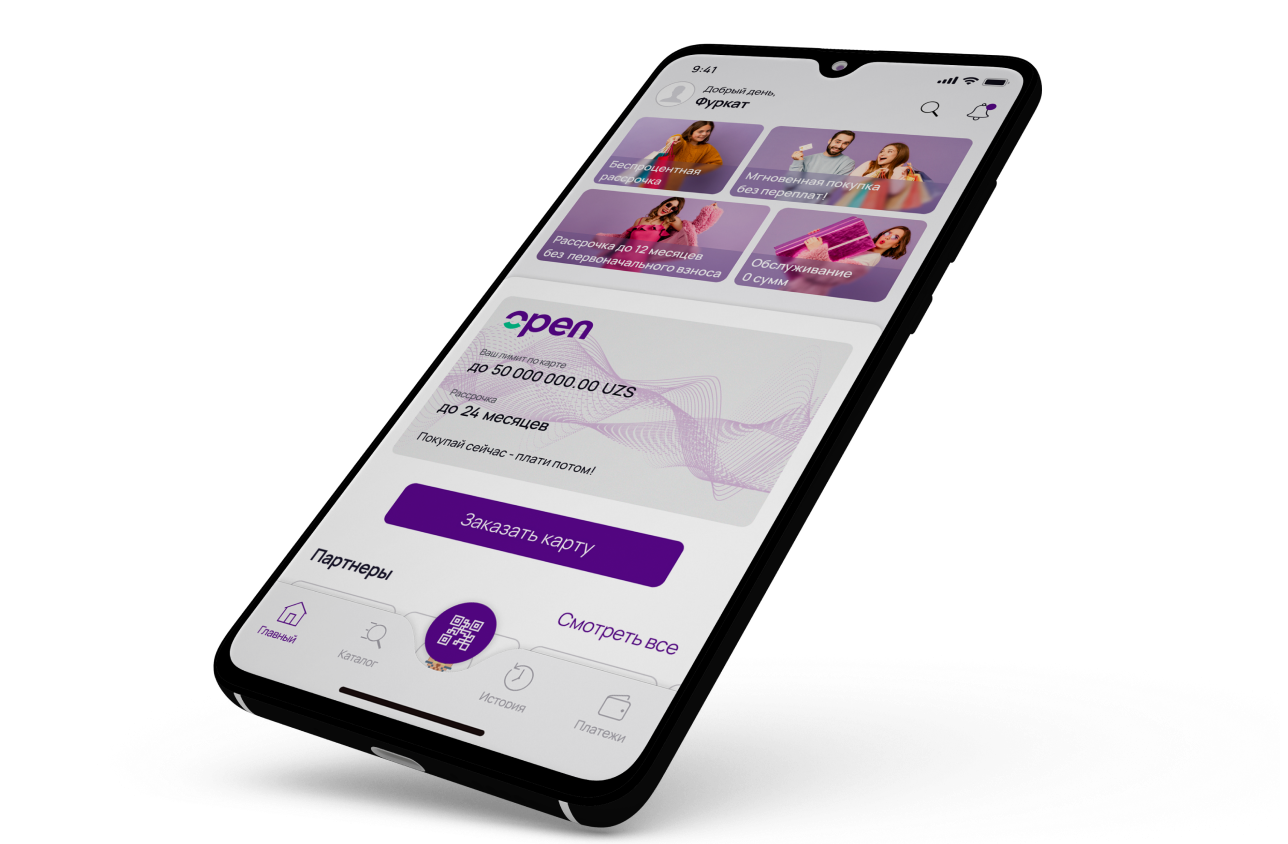 9:41
Добрый день,
Фуркат
Беспроцентная
рассрочка
Мгновенная покупка
без переплат!
Рассрочка до 12 месяцев
без первоначального взноса
Обслуживание
0 сумм
open
Ваш лимит по карте
до 50 000 000.00 UZS
Рассрочка
до 24 месяцев
Покупай сейчас - плати потом!
Заказать карту
Партнеры
Смотреть все
Главный
Каталог
История
Платежи